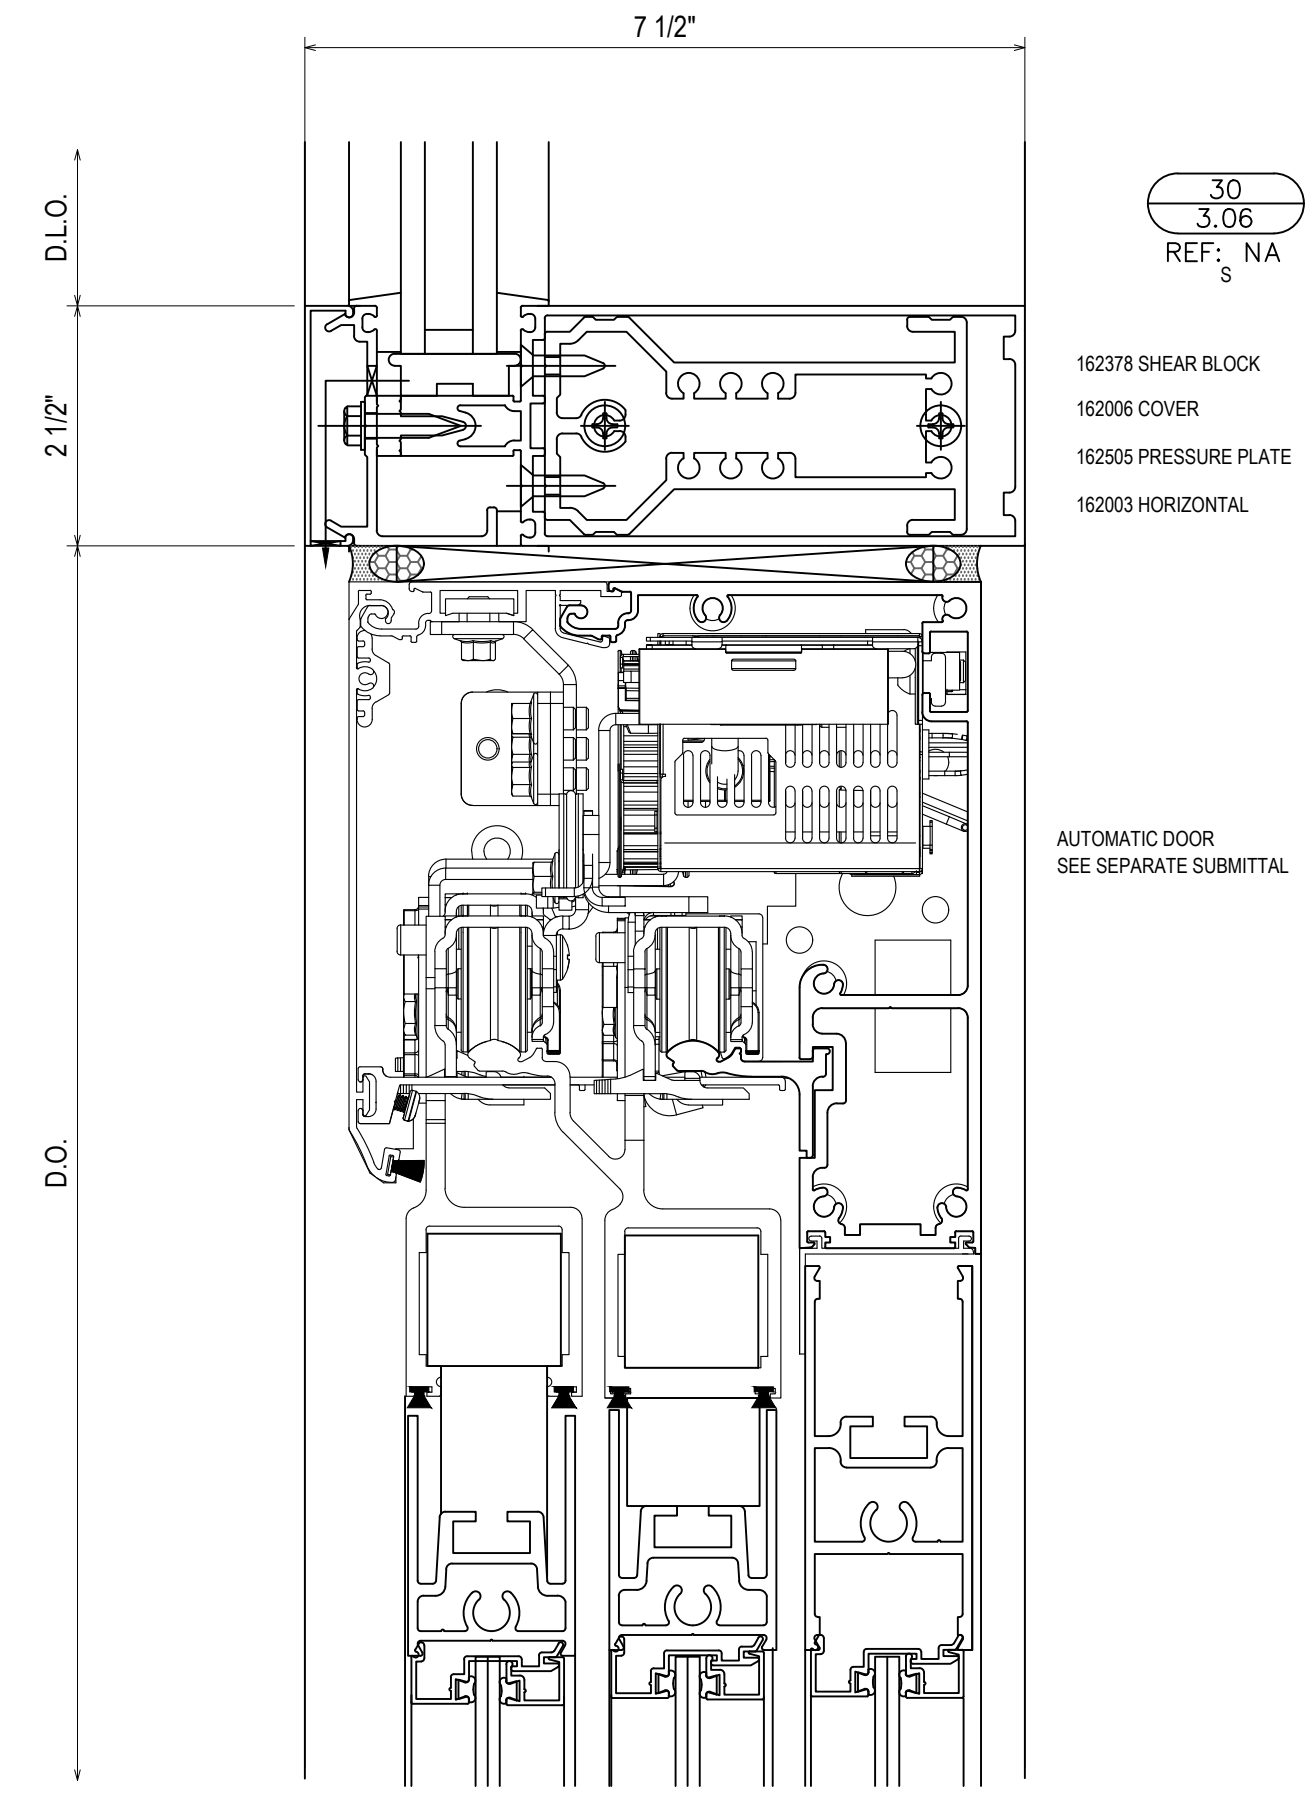 7 1/2"
D.L.O.
30
3.06
REF: NA
S
2 1/2"
162378 SHEAR BLOCK
162006 COVER
162505 PRESSURE PLATE
162003 HORIZONTAL
AUTOMATIC DOOR
SEE SEPARATE SUBMITTAL
D.O.